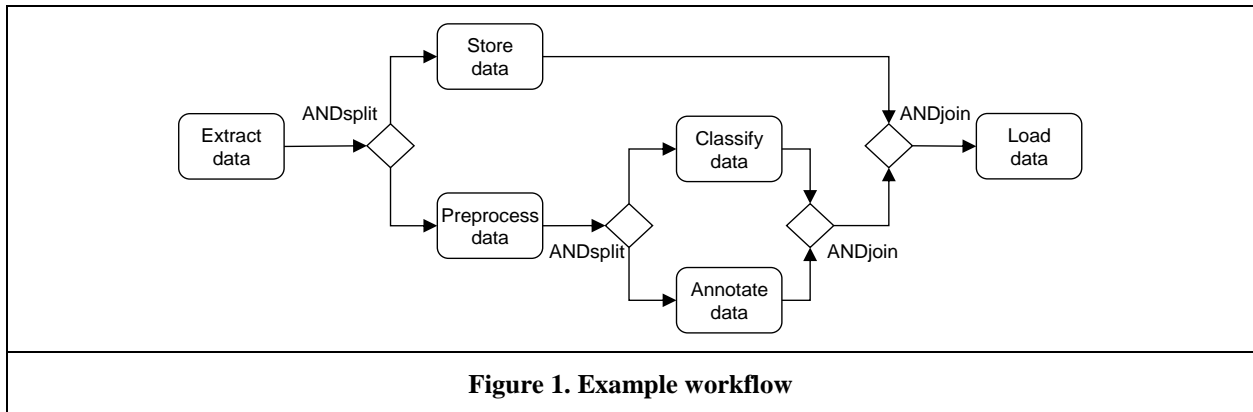 Store
data
ANDsplit
ANDjoin
Extract
data
Classify
data
Load
data
Preprocess
data
ANDsplit
ANDjoin
Annotate
data
Figure 1. Example workflow